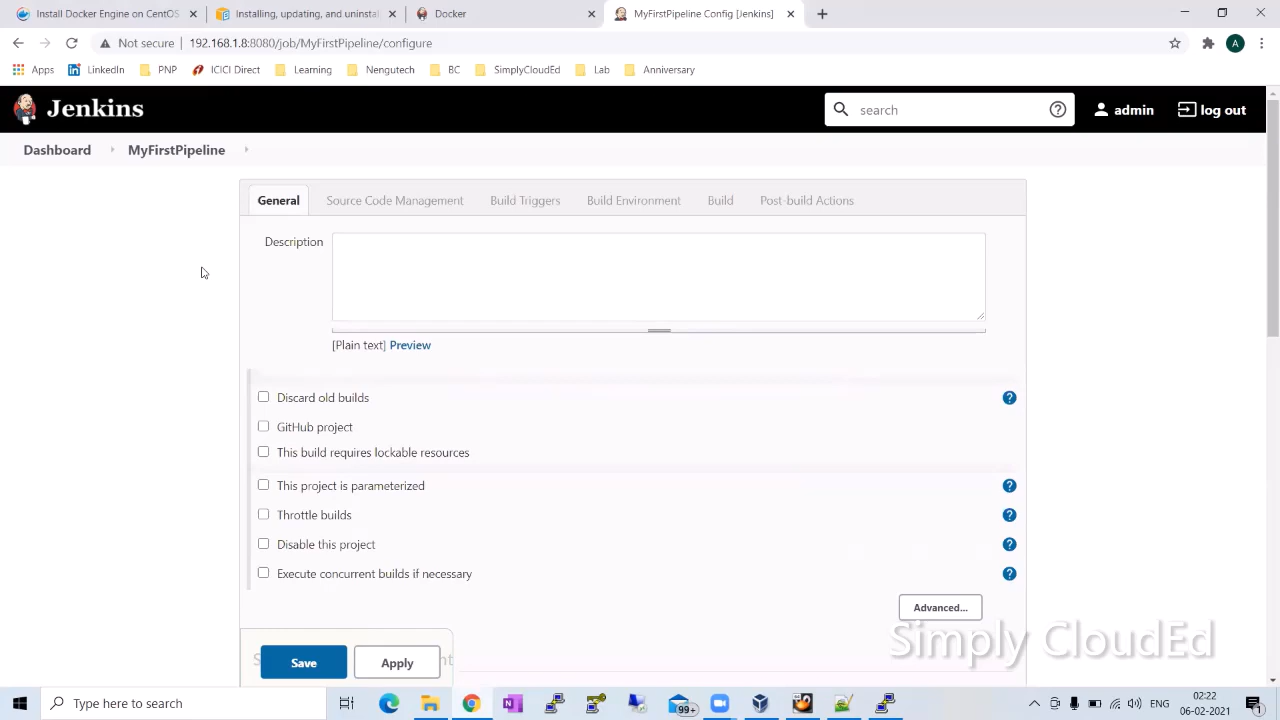 Install Docker Engine on CentOS
Installing, updating, and uninstal
Docker
MyFirstPipeline Config [Jenkins]
Not secure
192.168.1.8:8080/job/MyFirstPipeline/configure
A
Apps
LinkedIn
PNP
ICICI Direct
Learning
Nengutech
BC
SimplyCloudEd
Lab
Anniversary
Jenkins
search
admin
log out
Dashboard
MyFirstPipeline
General
Source Code Management
Build Triggers
Build Environment
Build
Post-build Actions
Description
[Plain text] Preview
Discard old builds
GitHub project
This build requires lockable resources
This project is parameterized
Throttle builds
Disable this project
Execute concurrent builds if necessary
Advanced...
Simply CloudEd
Save
Apply
Type here to search
99+
ENG
02:22
06-02-2021
1